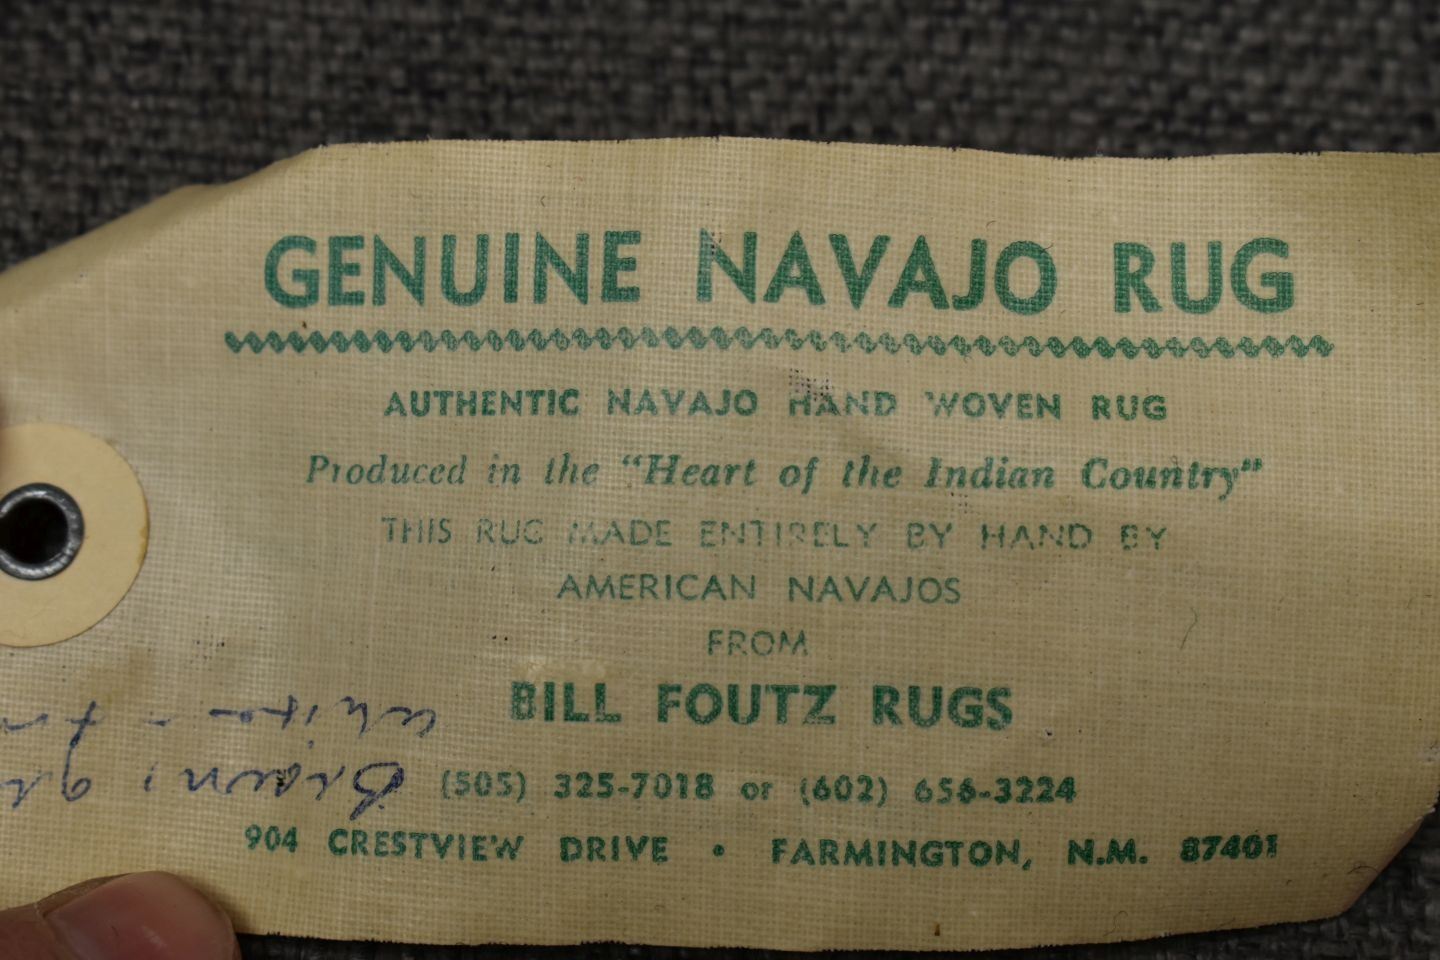 GENUINE NAVAJO RUG
AUTHENTIC NAVAJO HAND WOVEN RUG
Produced in the "Heart of the Indian Country"
THIS RUG MADE ENTIRELY BY HAND BY
AMERICAN NAVAJOS
FROM
BILL FOUTZ RUGS
(505) 325-7018 or (602) 656-3224
904 CRESTVIEW DRIVE • FARMINGTON, N.M. 87401